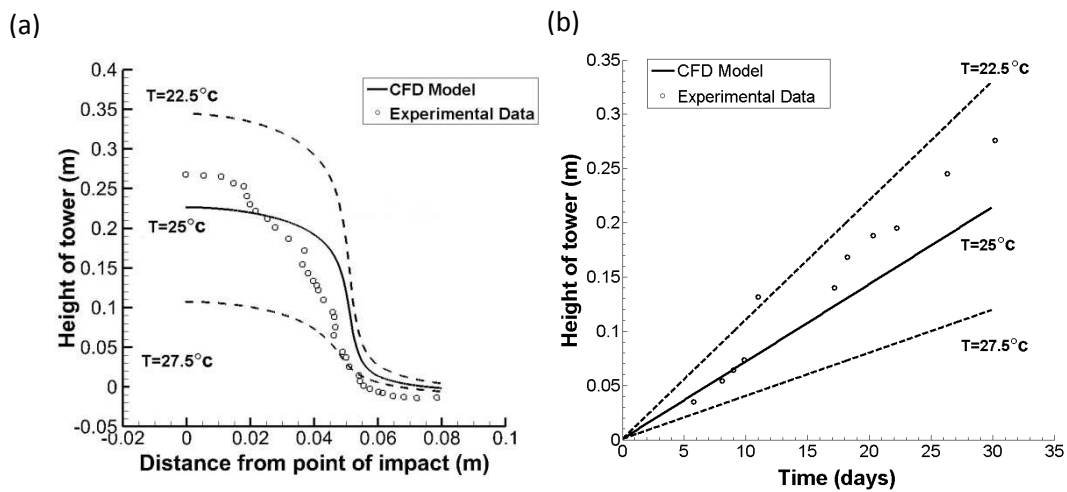 (a)
0.4
0.35
0.3
0.25
0.2
0.15
0.1
0.05
0
-0.05
-0.02
0
0.02
0.04
0.06
0.08
0.1
Height of tower (m)
Distance from point of impact (m)
CFD Model
Experimental Data
T=22.5°C
T=25°C
T=27.5°C
(b)
0.35
0.3
0.25
0.2
0.15
0.1
0.05
0
0
5
10
15
20
25
30
35
Height of tower (m)
Time (days)
CFD Model
Experimental Data
T=22.5°C
T=25°C
T=27.5°C